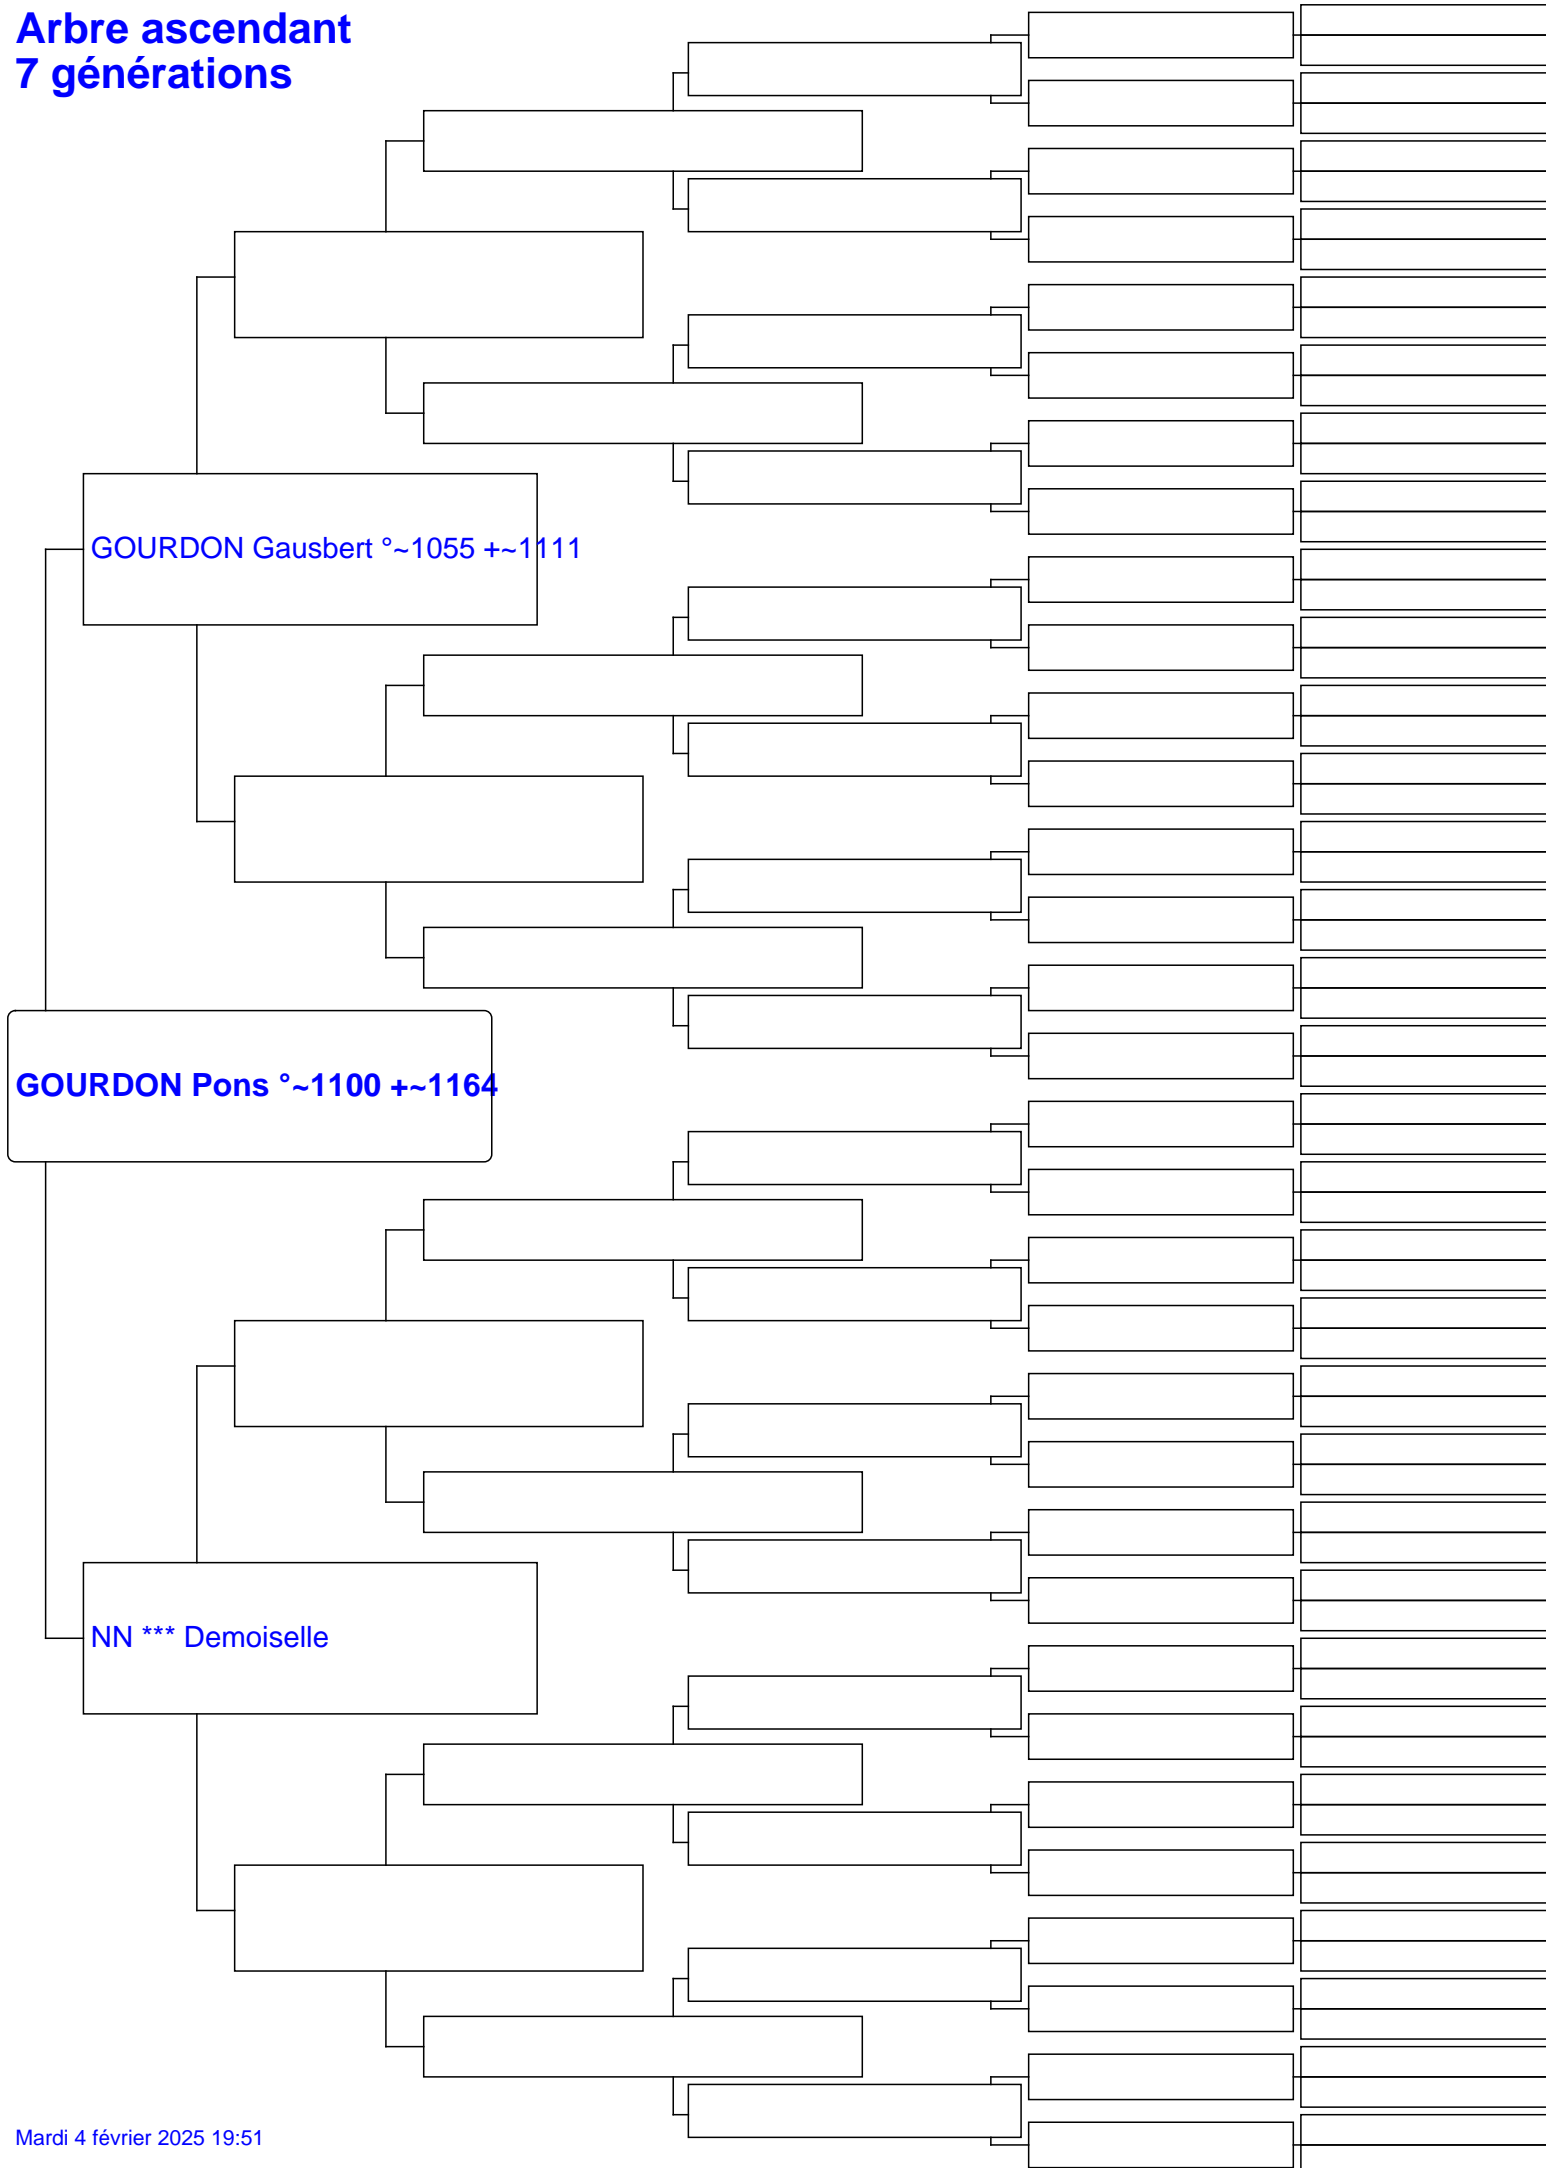 Arbre ascendant
7 générations
GOURDON Gausbert °~1055 +~1111
GOURDON Pons °~1100 +~1164
NN *** Demoiselle
Mardi 4 février 2025 19:51